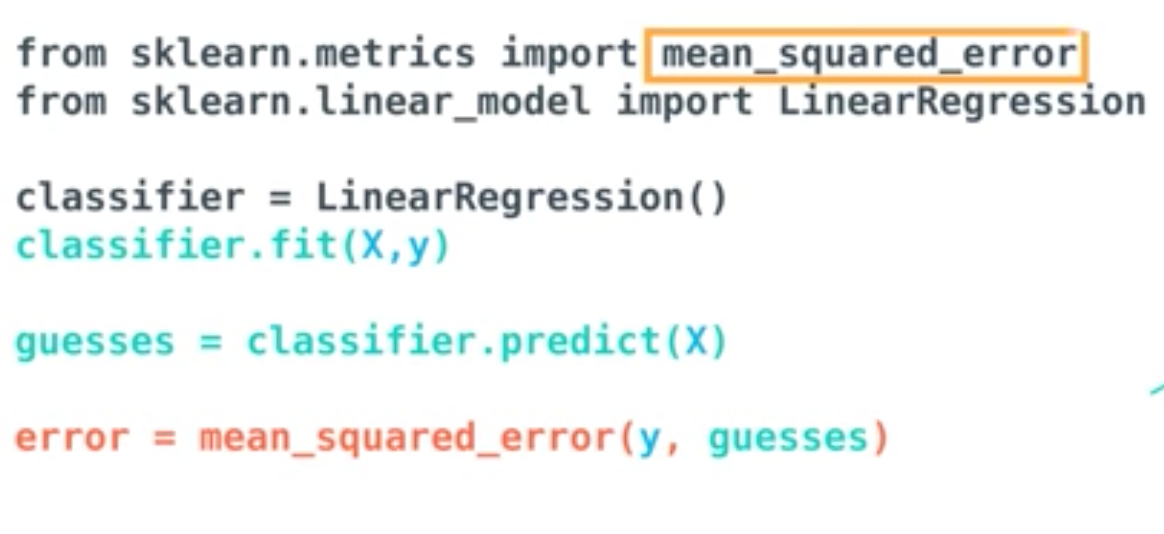 from sklearn.metrics import mean_squared_error
from sklearn.linear_model import LinearRegression
classifier = LinearRegression()
classifier.fit(X,y)
guesses = classifier.predict(X)
error = mean_squared_error(y, guesses)